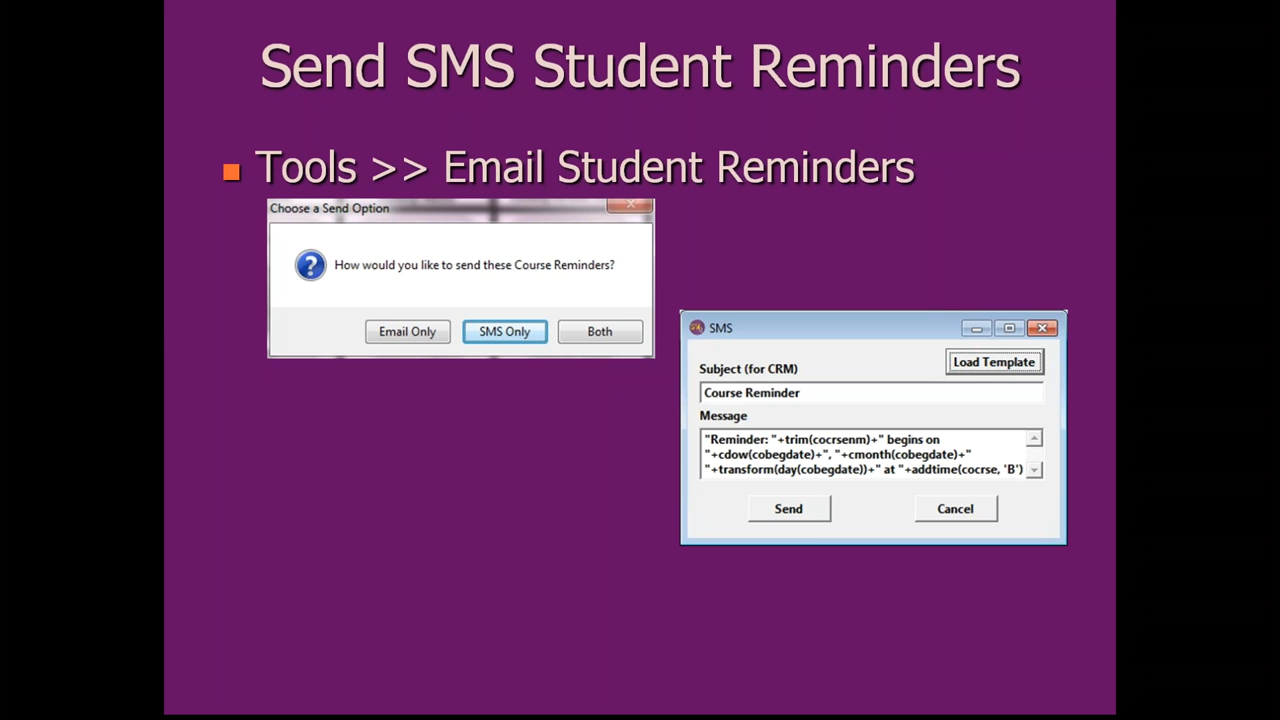 Send SMS Student Reminders
Tools >> Email Student Reminders
Choose a Send Option
How would you like to send these Course Reminders?
Email Only
SMS Only
Both
SMS
Load Template
Subject (for CRM)
Course Reminder
Message
"Reminder: "+trim(cocrsenm)+" begins on
"+cdow(cobegdate)+", "+cmonth(cobegdate)+"
"+transform(day(cobegdate))+" at "+addtime(cocrse, 'B')
Send
Cancel